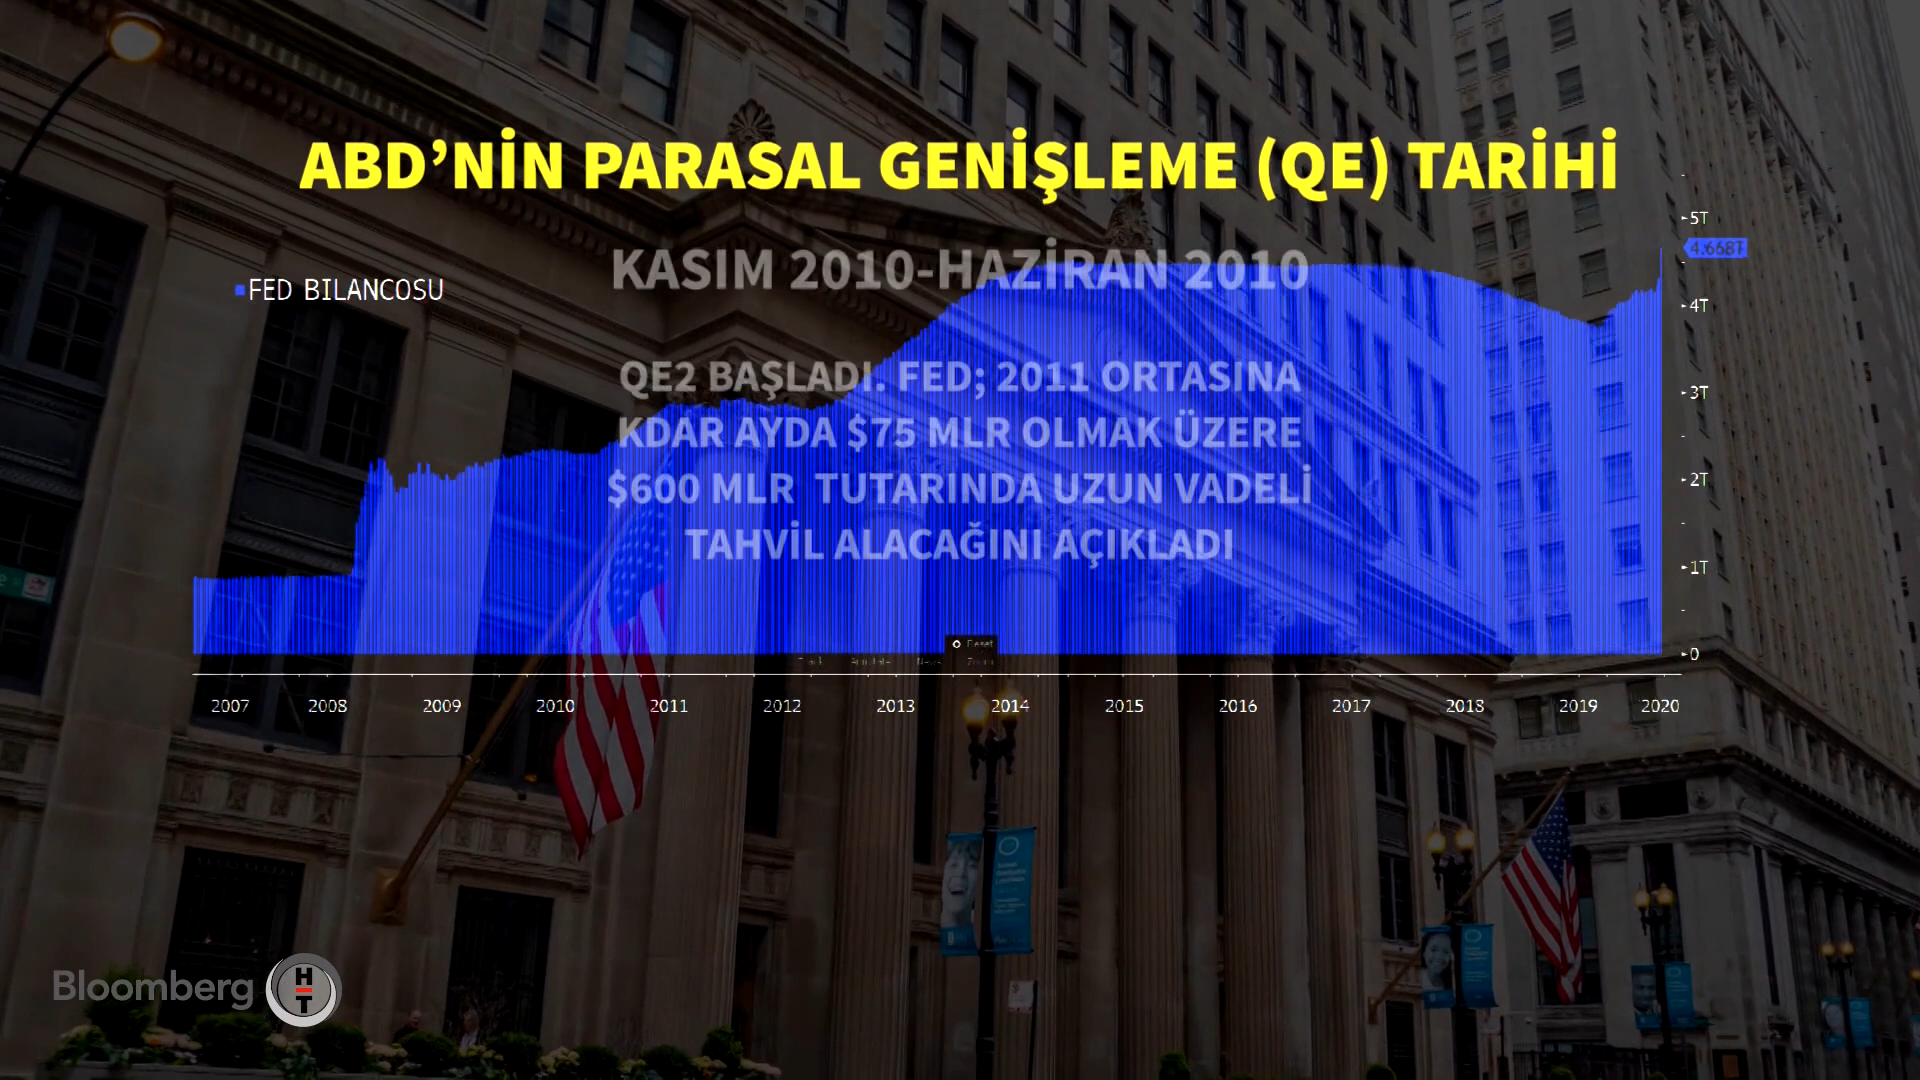 ABD’NİN PARASAL GENİŞLEME (QE) TARİHİ
KASIM 2010-HAZİRAN 2010
FED BILANCOSU
QE2 BAŞLADI. FED; 2011 ORTASINA
KDAR AYDA $75 MLR OLMAK ÜZERE
$600 MLR TUTARINDA UZUN VADELİ
TAHVİL ALACAĞINI AÇIKLADI
5T
4.668T
4T
3T
2T
1T
0
Reset
2007 2008 2009 2010 2011 2012 2013 2014 2015 2016 2017 2018 2019 2020
Bloomberg HT